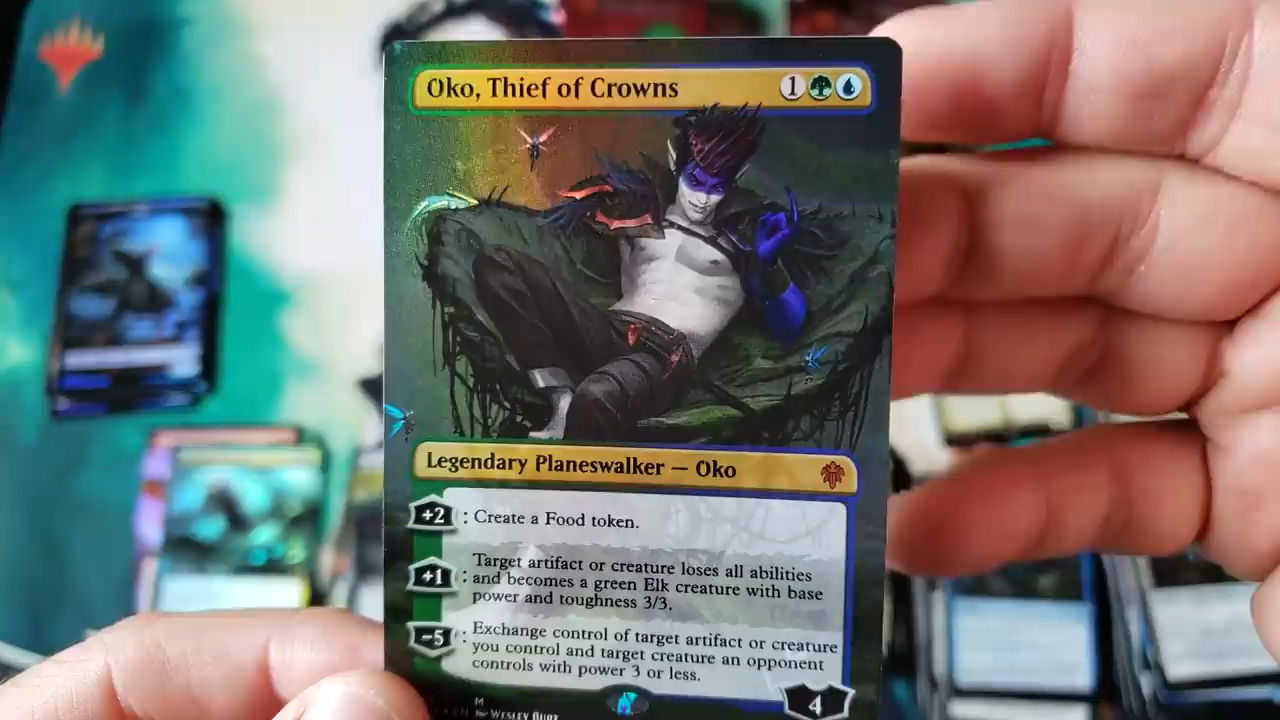 Oko, Thief of Crowns 1
Legendary Planeswalker — Oko
+2 : Create a Food token.
+1 : Target artifact or creature loses all abilities
and becomes a green Elk creature with base
power and toughness 3/3.
−5 : Exchange control of target artifact or creature
you control and target creature an opponent
controls with power 3 or less.
4
M
Wesley Burt